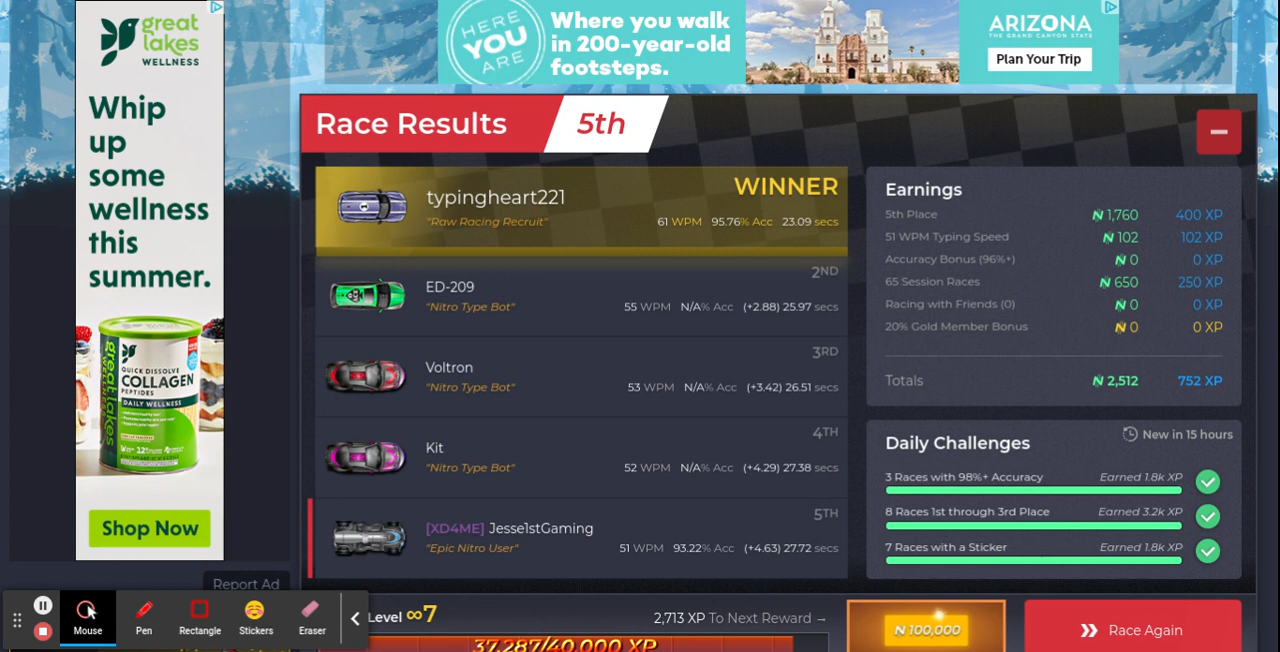 great
lakes
WELLNESS
Whip
up
some
wellness
this
summer.
great lakes
QUICK DISSOLVE
COLLAGEN
PEPTIDES
DAILY WELLNESS
Shop Now
Report Ad
HERE
YOU
ARE
Where you walk
in 200-year-old
footsteps.
ARIZONA
THE GRAND CANYON STATE
Plan Your Trip
Race Results 5th
typingheart221 WINNER
"Raw Racing Recruit" 61 WPM 95.76% Acc 23.09 secs
2ND
ED-209
"Nitro Type Bot" 55 WPM N/A% Acc (+2.88) 25.97 secs
3RD
Voltron
"Nitro Type Bot" 53 WPM N/A% Acc (+3.42) 26.51 secs
4TH
Kit
"Nitro Type Bot" 52 WPM N/A% Acc (+4.29) 27.38 secs
5TH
[XD4ME] Jesse1stGaming
"Epic Nitro User" 51 WPM 93.22% Acc (+4.63) 27.72 secs
Earnings
5th Place N 1,760 400 XP
51 WPM Typing Speed N 102 102 XP
Accuracy Bonus (96%+) N 0 0 XP
65 Session Races N 650 250 XP
Racing with Friends (0) N 0 0 XP
20% Gold Member Bonus N 0 0 XP
Totals N 2,512 752 XP
New in 15 hours
Daily Challenges
3 Races with 98%+ Accuracy Earned 1.8k XP
8 Races 1st through 3rd Place Earned 3.2k XP
7 Races with a Sticker Earned 1.8k XP
Mouse Pen Rectangle Stickers Eraser
Level ∞7 2,713 XP To Next Reward →
37,287/40,000 XP
N 100,000
Race Again